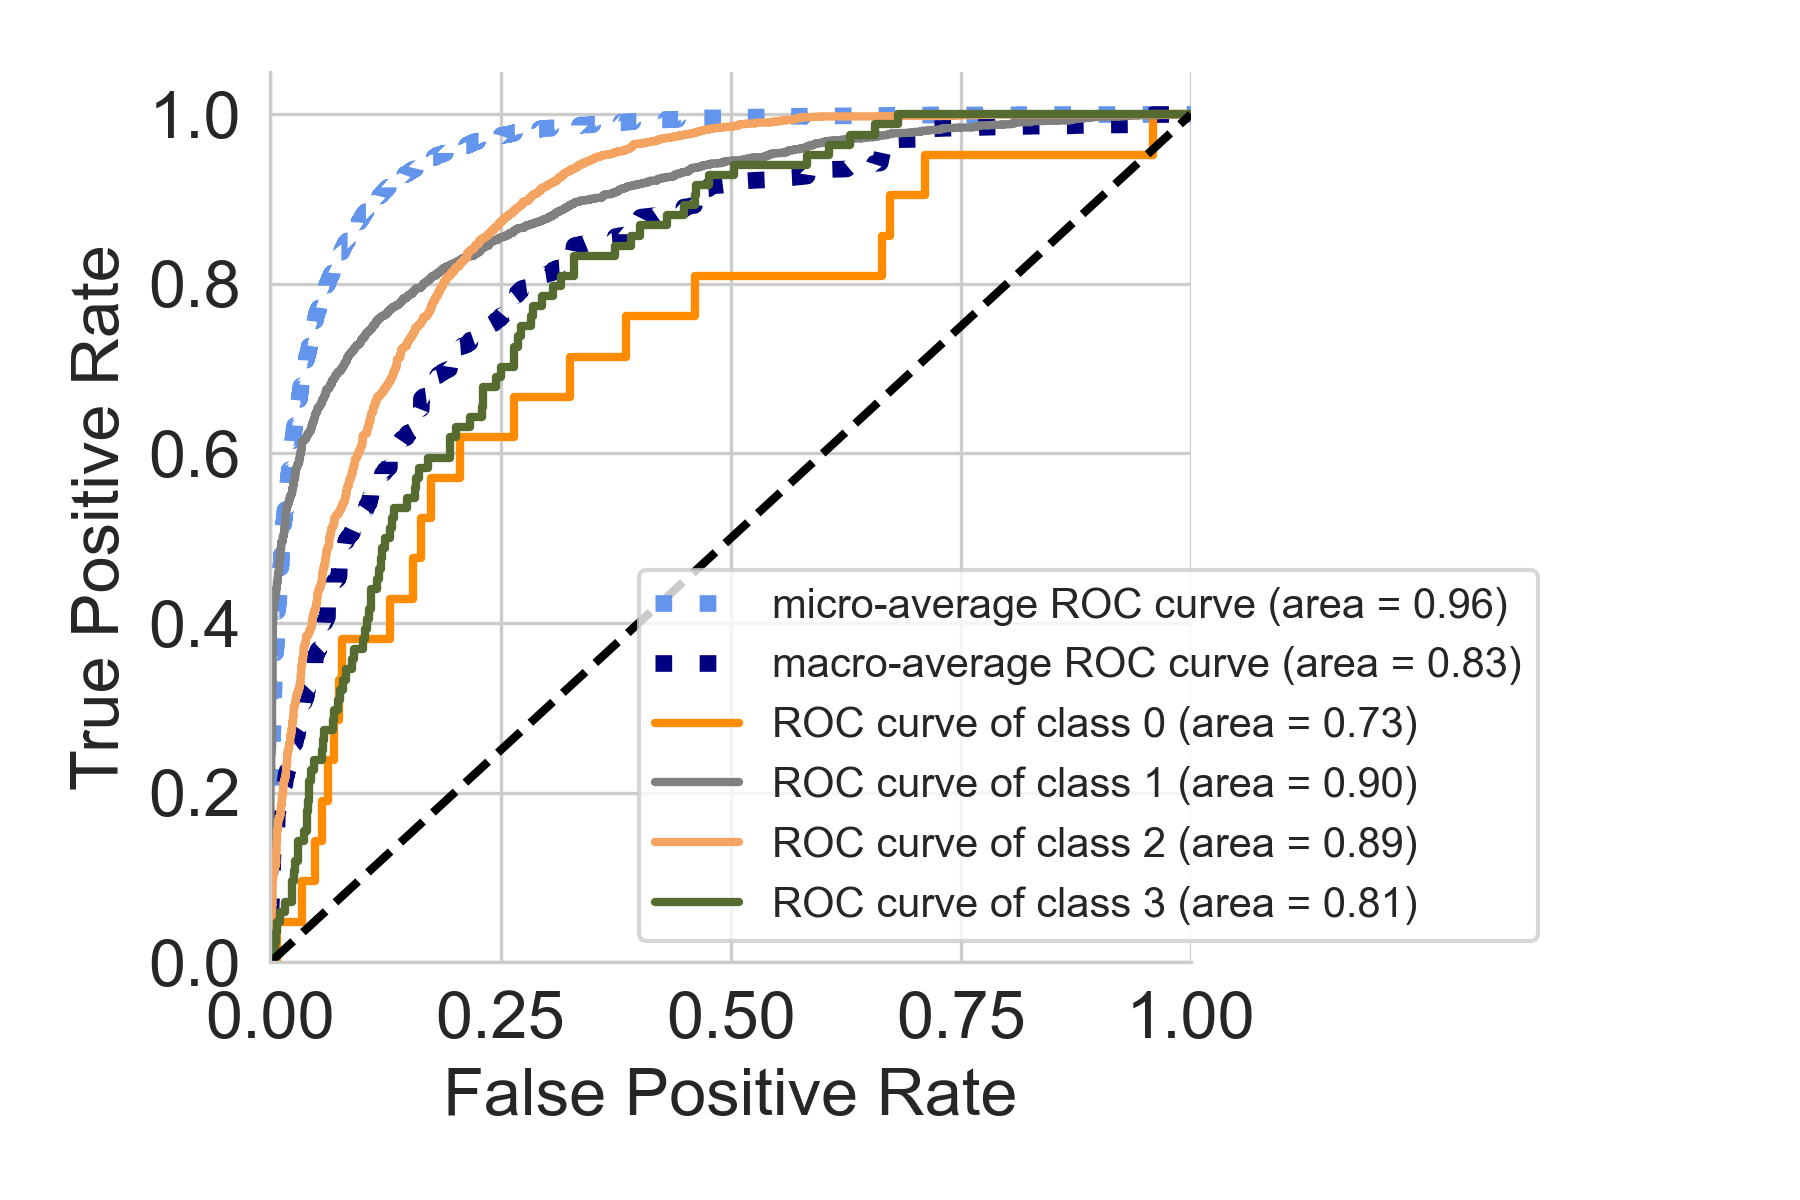 1.0
0.8
0.6
0.4
0.2
0.0
True Positive Rate
0.00 0.25 0.50 0.75 1.00
False Positive Rate
micro-average ROC curve (area = 0.96)
macro-average ROC curve (area = 0.83)
ROC curve of class 0 (area = 0.73)
ROC curve of class 1 (area = 0.90)
ROC curve of class 2 (area = 0.89)
ROC curve of class 3 (area = 0.81)